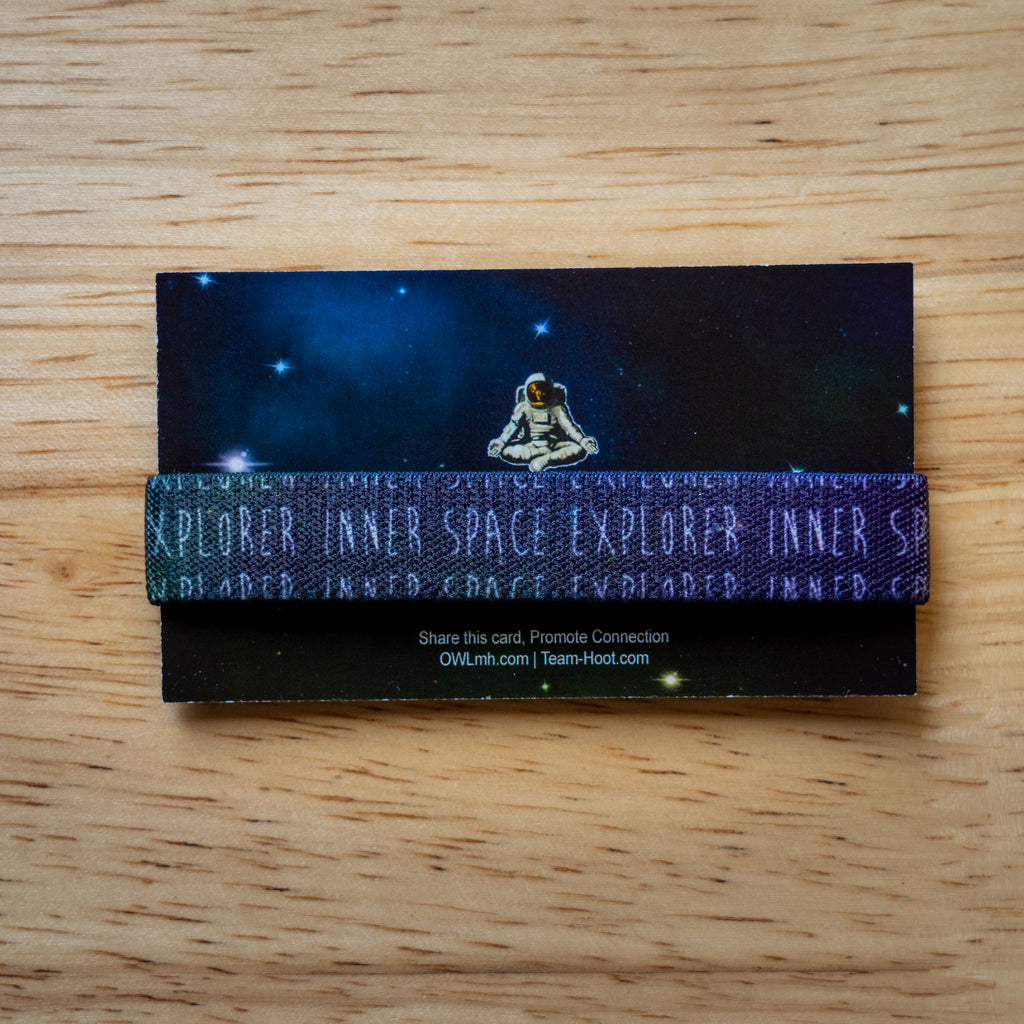 XPLORER INNER SPACE EXPLORER INNER SP
Share this card, Promote Connection
OWLmh.com | Team-Hoot.com